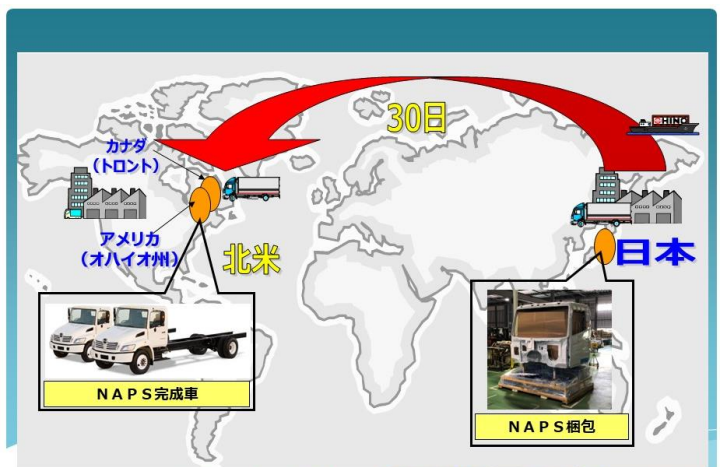 30日
HINO
カナダ
（トロント）
アメリカ
（オハイオ州）
北米
日本
ＮＡＰＳ完成車
ＮＡＰＳ梱包